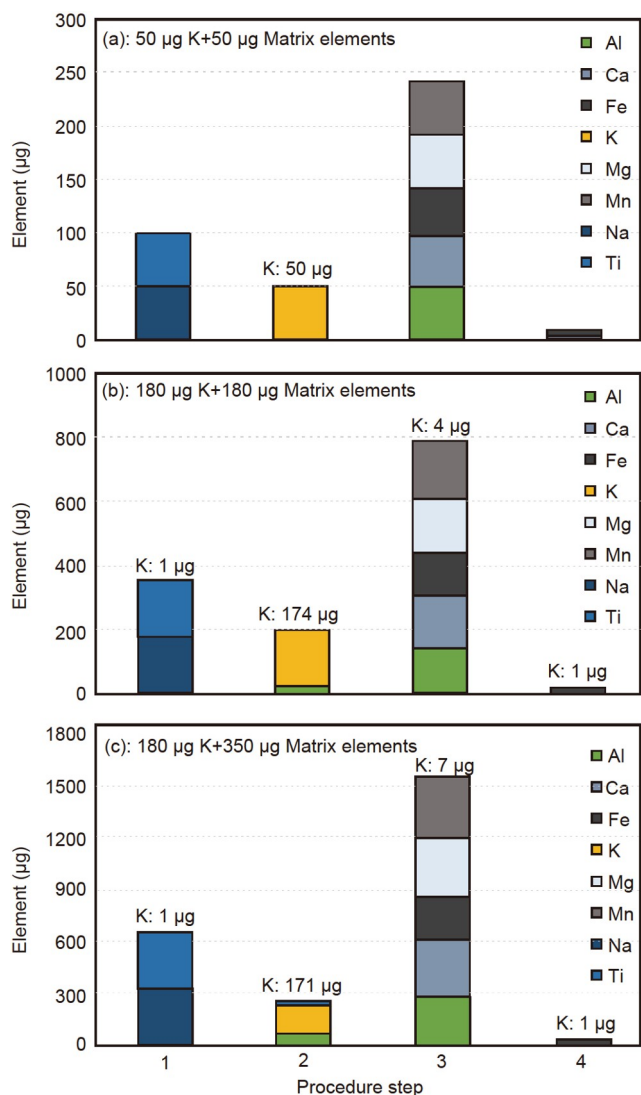 (a): 50 µg K+50 µg Matrix elements
Element (µg)
300
250
200
150
100
50
0
K: 50 µg
Al
Ca
Fe
K
Mg
Mn
Na
Ti
(b): 180 µg K+180 µg Matrix elements
Element (µg)
1000
800
600
400
200
0
K: 1 µg
K: 174 µg
K: 4 µg
K: 1 µg
Al
Ca
Fe
K
Mg
Mn
Na
Ti
(c): 180 µg K+350 µg Matrix elements
Element (µg)
1800
1500
1200
900
600
300
0
K: 1 µg
K: 171 µg
K: 7 µg
K: 1 µg
Al
Ca
Fe
K
Mg
Mn
Na
Ti
1 2 3 4
Procedure step